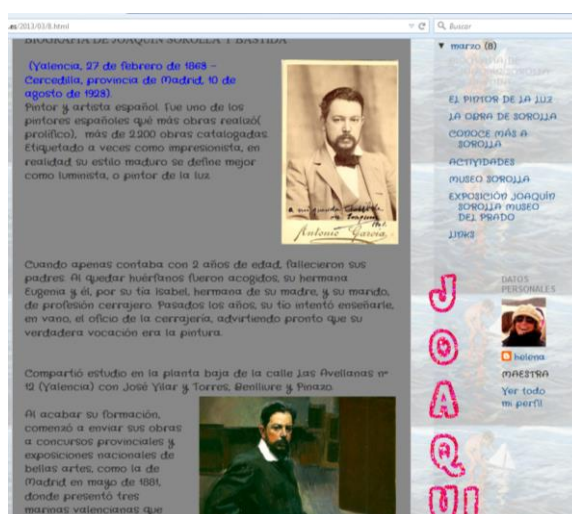 .es/2013/03/8.html
Buscar
BIOGRAFÍA DE JOAQUÍN SOROLLA Y BASTIDA
(Valencia, 27 de febrero de 1863 –
Cercedilla, provincia de Madrid, 10 de
agosto de 1923).
Pintor y artista español. Fue uno de los
pintores españoles qué más obras realizó(
prolífico), más de 2.200 obras catalogadas.
Etiquetado a veces como impresionista, en
realidad su estilo maduro se define mejor
como luminista, o pintor de la luz.
Antonio García
Cuando apenas contaba con 2 años de edad, fallecieron sus
padres. Al quedar huérfanos fueron acogidos, su hermana
Eugenia y él, por su tía Isabel, hermana de su madre, y su marido,
de profesión cerrajero. Pasados los años, su tío intentó enseñarle,
en vano, el oficio de la cerrajería, advirtiendo pronto que su
verdadera vocación era la pintura.
Compartió estudio en la planta baja de la calle Las Avellanas nº
12 (Valencia) con José Vilar y Torres, Benlliure y Pinazo.
Al acabar su formación,
comenzó a enviar sus obras
a concursos provinciales y
exposiciones nacionales de
bellas artes, como la de
Madrid en mayo de 1881,
donde presentó tres
marinas valencianas que
▼ marzo (8)
EL PINTOR DE LA LUZ
LA OBRA DE SOROLLA
CONOCE MÁS A
SOROLLA
ACTIVIDADES
MUSEO SOROLLA
EXPOSICIÓN JOAQUÍN
SOROLLA MUSEO
DEL PRADO
LINKS
DATOS
PERSONALES
helena
MAESTRA
Ver todo
mi perfil
J
O
A
Q
UI